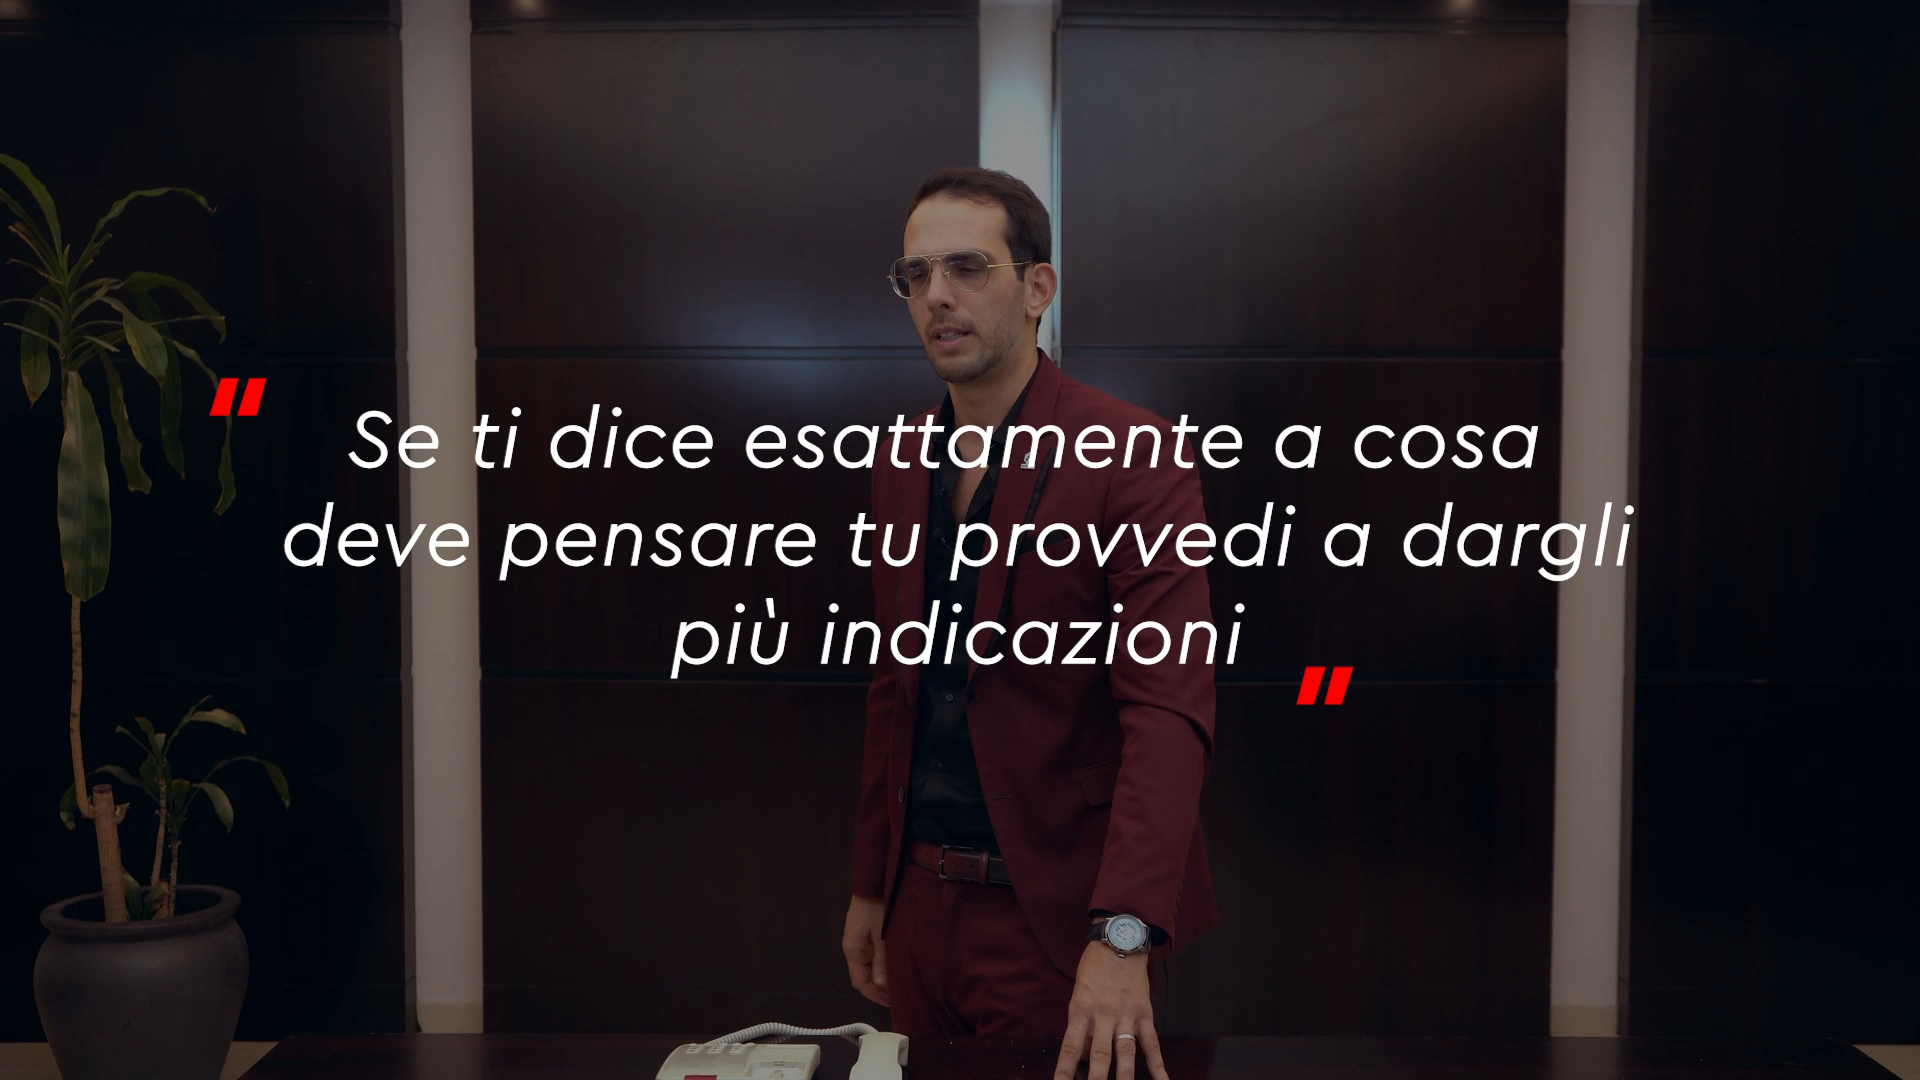 "Se ti dice esattamente a cosa
deve pensare tu provvedi a dargli
più indicazioni"